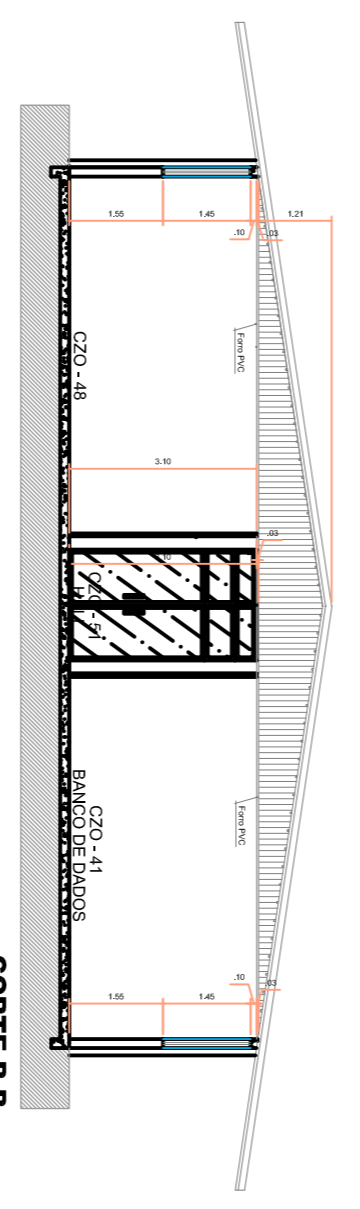 1.55
1.45
1.21
.10
.03
Forro PVC
CZO - 48
3.10
.03
CZO - 51
Forro PVC
CZO - 41
BANCO DE DADOS
.10
.03
1.55
1.45